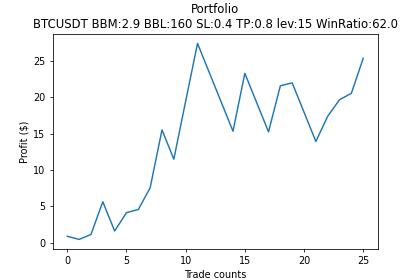 Portfolio
BTCUSDT BBM:2.9 BBL:160 SL:0.4 TP:0.8 lev:15 WinRatio:62.0
25
20
15
10
5
0
Profit ($)
0 5 10 15 20 25
Trade counts